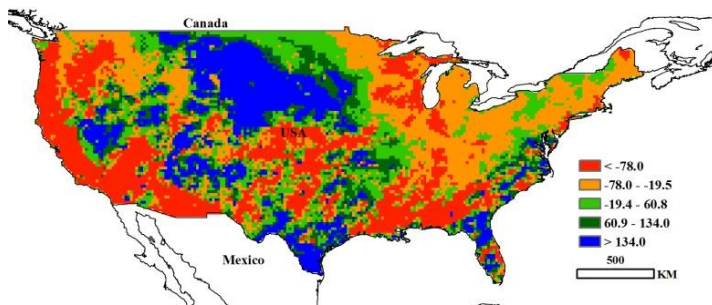 Canada
USA
< -78.0
-78.0 - -19.5
-19.4 - 60.8
60.9 - 134.0
> 134.0
Mexico
500
KM